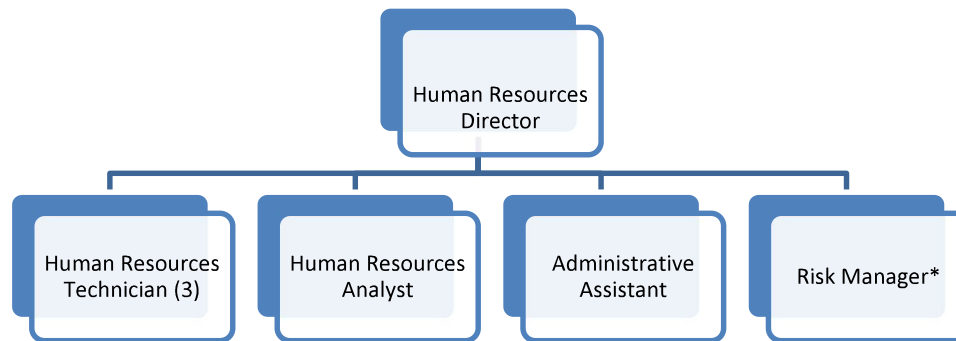 Human Resources
Director
Human Resources
Technician (3)
Human Resources
Analyst
Administrative
Assistant
Risk Manager*